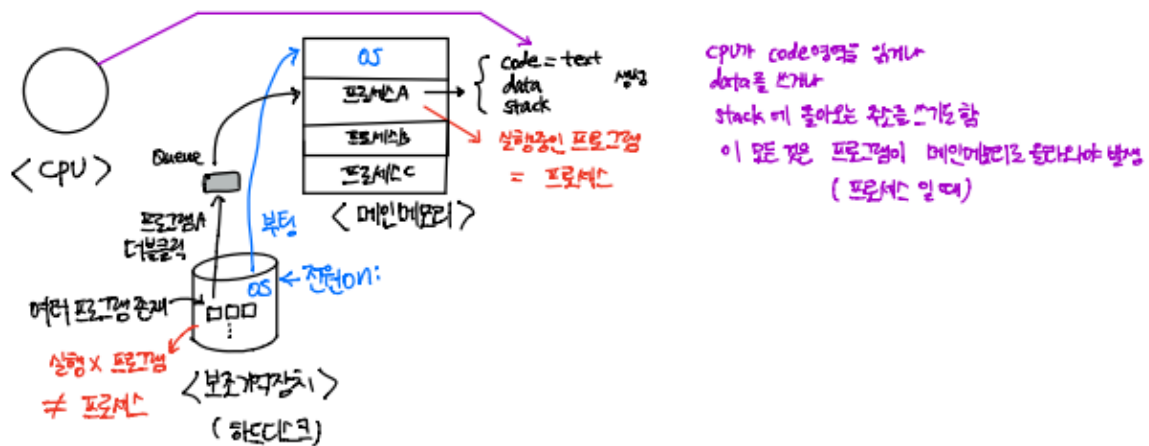 OS
프로세스A
프로세스B
프로세스C
<메인메모리>
code = text
data
stack
생성
실행중인 프로그램
= 프로세스
CPU가 code영역을 읽거나
data를 쓰거나
stack에 돌아오는 주소를 쓰기도 함
이 모든 것은 프로그램이 메인메모리로 올라와야 발생
(프로세스 일 때)
<CPU>
Queue
프로그램A
더블클릭
부팅
OS
전원on:
여러 프로그램 존재
실행 X 프로그램
≠ 프로세스
<보조기억장치>
(하드디스크)